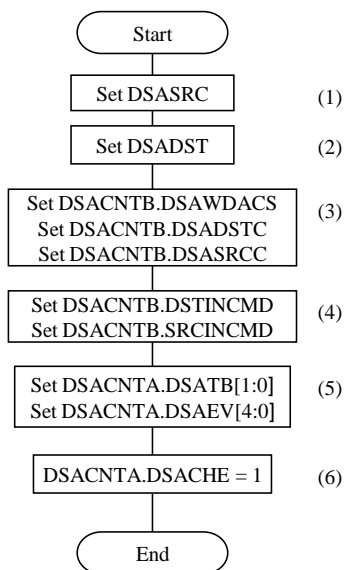 Start
Set DSASRC
(1)
Set DSADST
(2)
Set DSACNTB.DSAWDACS
Set DSACNTB.DSADSTC
Set DSACNTB.DSASRCC
(3)
Set DSACNTB.DSTINCMD
Set DSACNTB.SRCINCMD
(4)
Set DSACNTA.DSATB[1:0]
Set DSACNTA.DSAEV[4:0]
(5)
DSACNTA.DSACHE = 1
(6)
End